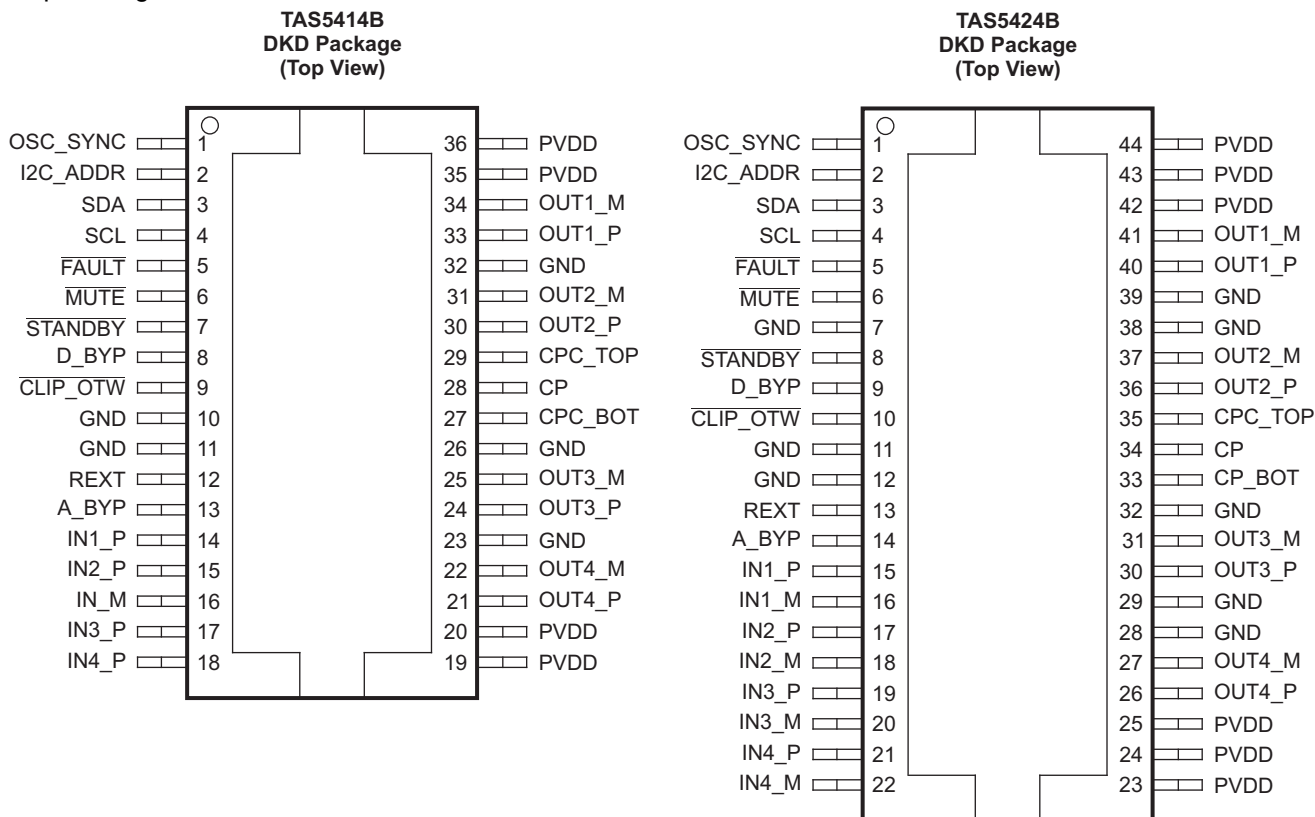 TAS5414B
DKD Package
(Top View)
OSC_SYNC 1 36 PVDD
I2C_ADDR 2 35 PVDD
SDA 3 34 OUT1_M
SCL 4 33 OUT1_P
FAULT 5 32 GND
MUTE 6 31 OUT2_M
STANDBY 7 30 OUT2_P
D_BYP 8 29 CPC_TOP
CLIP_OTW 9 28 CP
GND 10 27 CPC_BOT
GND 11 26 GND
REXT 12 25 OUT3_M
A_BYP 13 24 OUT3_P
IN1_P 14 23 GND
IN2_P 15 22 OUT4_M
IN_M 16 21 OUT4_P
IN3_P 17 20 PVDD
IN4_P 18 19 PVDD
TAS5424B
DKD Package
(Top View)
OSC_SYNC 1 44 PVDD
I2C_ADDR 2 43 PVDD
SDA 3 42 PVDD
SCL 4 41 OUT1_M
FAULT 5 40 OUT1_P
MUTE 6 39 GND
GND 7 38 GND
STANDBY 8 37 OUT2_M
D_BYP 9 36 OUT2_P
CLIP_OTW 10 35 CPC_TOP
GND 11 34 CP
GND 12 33 CP_BOT
REXT 13 32 GND
A_BYP 14 31 OUT3_M
IN1_P 15 30 OUT3_P
IN1_M 16 29 GND
IN2_P 17 28 GND
IN2_M 18 27 OUT4_M
IN3_P 19 26 OUT4_P
IN3_M 20 25 PVDD
IN4_P 21 24 PVDD
IN4_M 22 23 PVDD